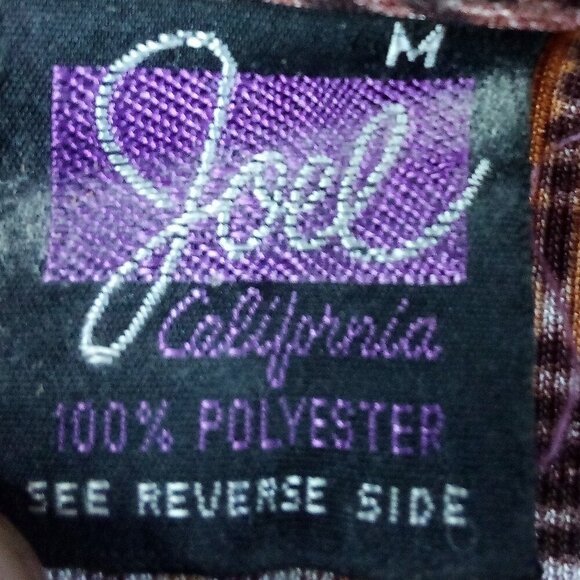 M
Joel
California
100% POLYESTER
SEE REVERSE SIDE